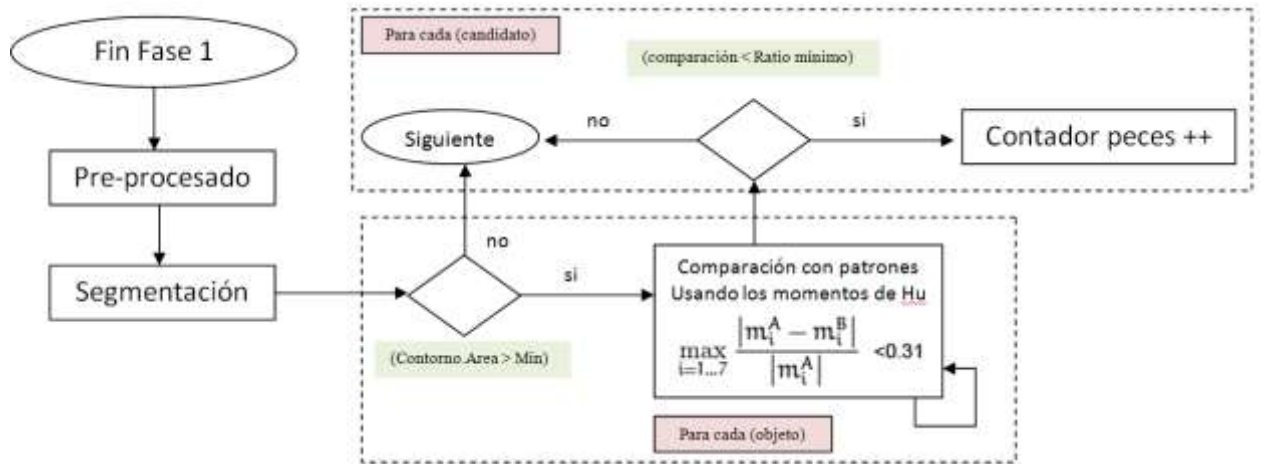 Fin Fase 1
Pre-procesado
Segmentación
Para cada (candidato)
(comparación < Ratio mínimo)
Siguiente
no
si
Contador peces ++
no
si
(Contorno.Area > Min)
Comparación con patrones
Usando los momentos de Hu
max i=1...7 |m_i^A − m_i^B| / |m_i^A| <0.31
Para cada (objeto)